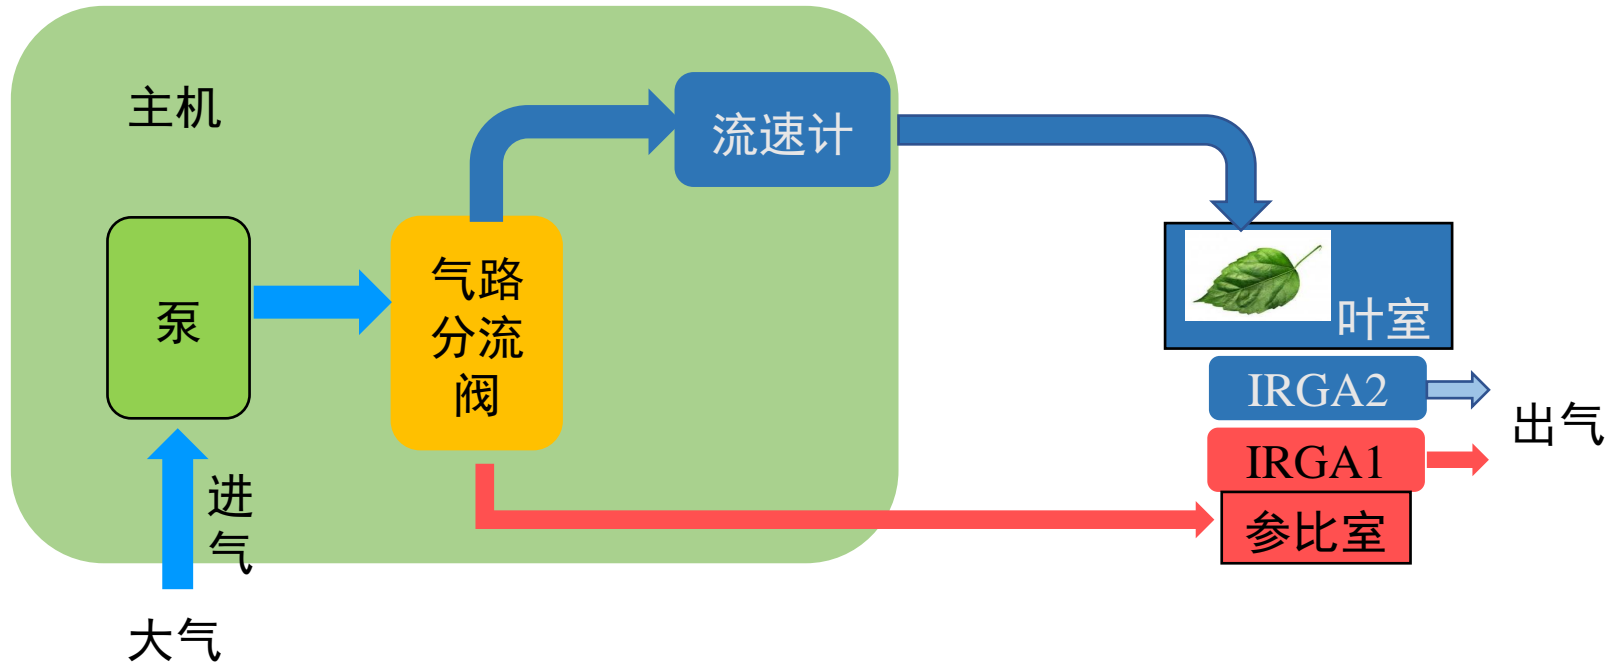 主机
流速计
泵
气路
分流
阀
叶室
IRGA2
出气
IRGA1
参比室
进
气
大气